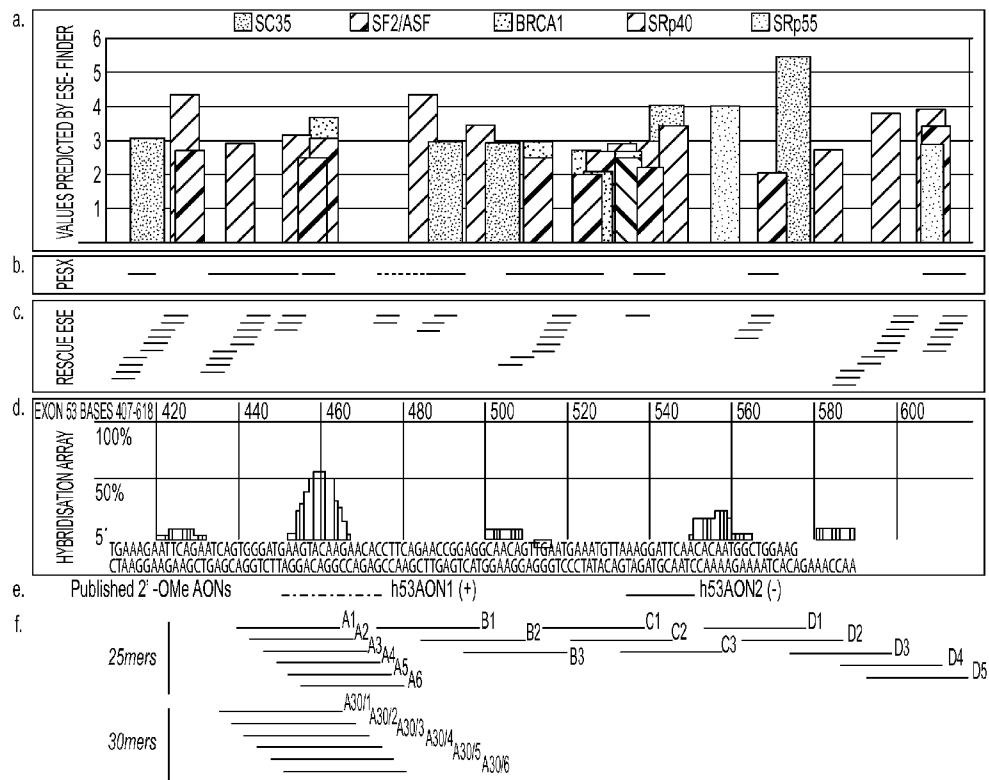 a.
SC35 SF2/ASF BRCA1 SRp40 SRp55
VALUES PREDICTED BY ESE- FINDER
6
5
4
3
2
1
b.
PESX
c.
RESCUE ESE
d.
EXON 53 BASES 407-618 420 440 460 480 500 520 540 560 580 600
HYBRIDISATION ARRAY
100%
50%
5´
TGAAAGAATTCAGAATCAGTGGGATGAAGTACAAGAACACCTTCAGAACCGGAGGCAACAGTTGAATGAAATGTTAAAGGATTCAACACAATGGCTGGAAG
CTAAGGAAGAAGCTGAGCAGGTCTTAGGACAGGCCAGAGCCAAGCTTGAGTCATGGAAGGAGGGTCCCTATACAGTAGATGCAATCCAAAAGAAAATCACAGAAACCAA
e.
Published 2' -OMe AONs h53AON1 (+) h53AON2 (-)
f.
25mers
A1 B1 C1 D1
A2 B2 C2 D2
A3 B3 C3 D3
A4 D4
A5 D5
A6
30mers
A30/1
A30/2
A30/3
A30/4
A30/5
A30/6